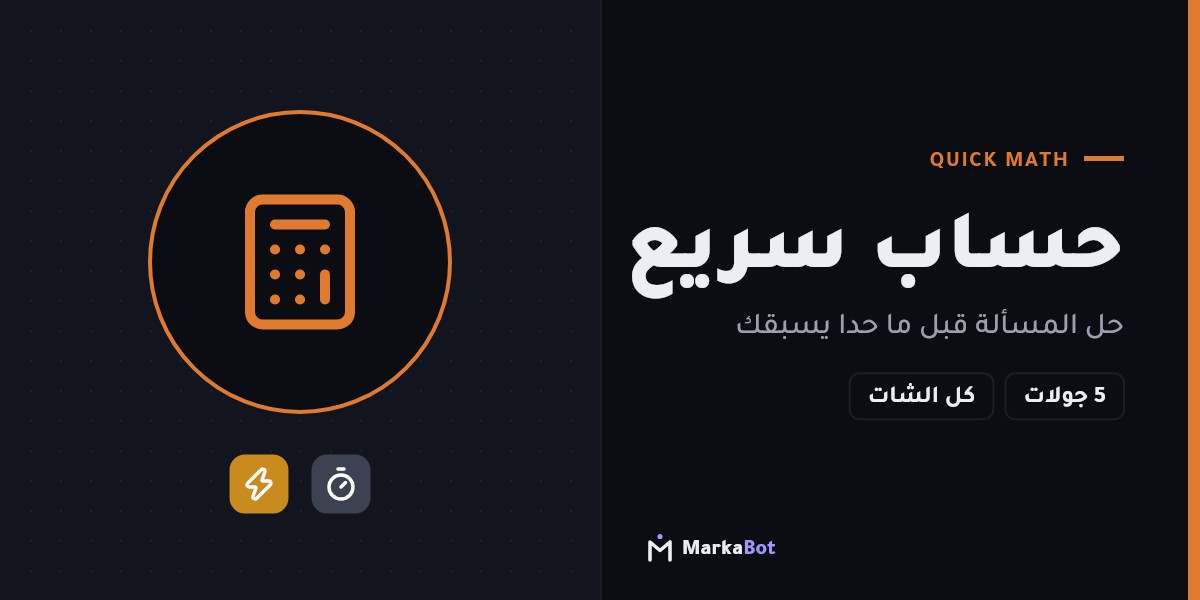 QUICK MATH
حساب سريع
حل المسألة قبل ما حدا يسبقك
5 جولات
كل الشات
MarkaBot